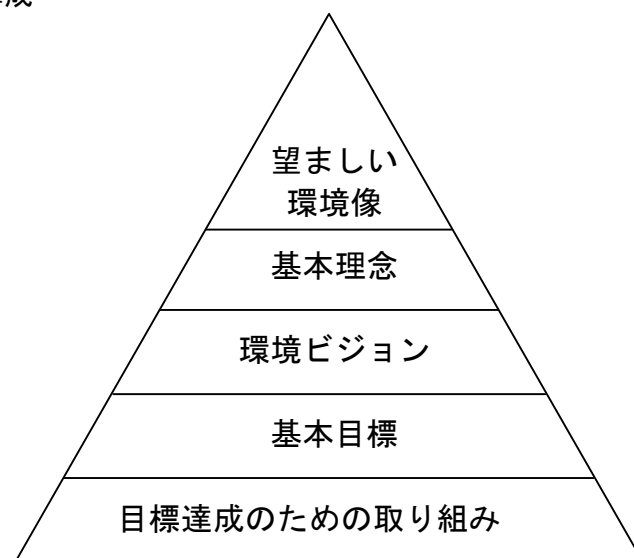 望ましい
環境像
基本理念
環境ビジョン
基本目標
目標達成のための取り組み